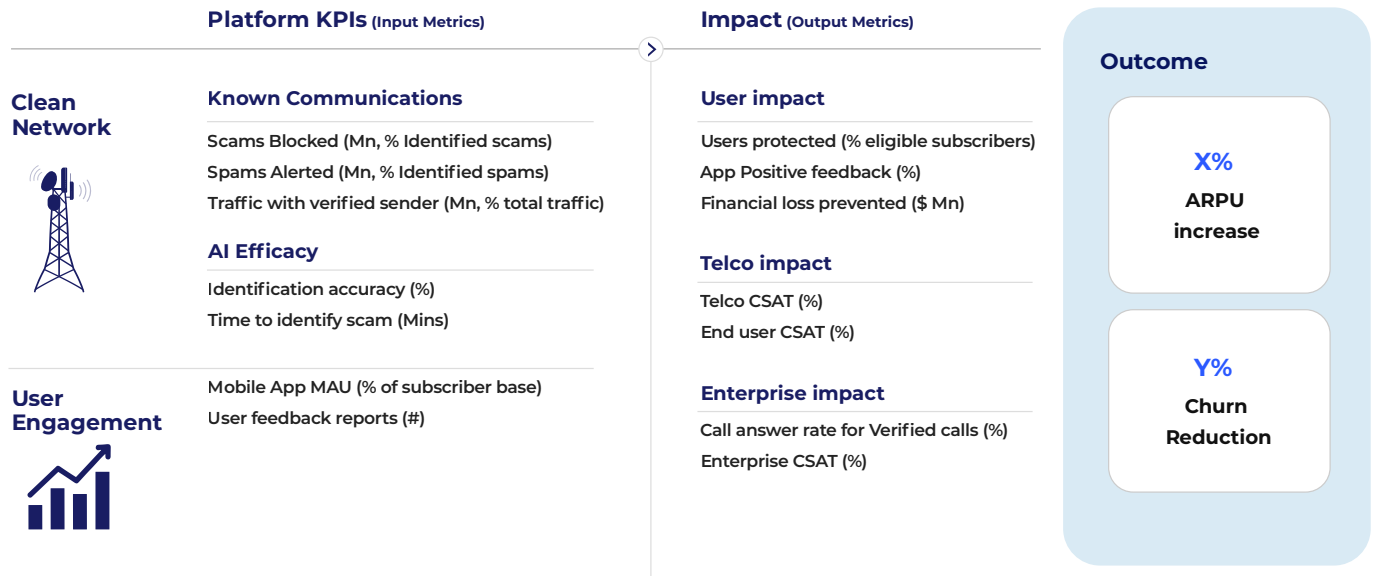 Platform KPIs (Input Metrics)
Impact (Output Metrics)
Outcome
Clean
Network
Known Communications
Scams Blocked (Mn, % Identified scams)
Spams Alerted (Mn, % Identified spams)
Traffic with verified sender (Mn, % total traffic)
AI Efficacy
Identification accuracy (%)
Time to identify scam (Mins)
User
Engagement
Mobile App MAU (% of subscriber base)
User feedback reports (#)
User impact
Users protected (% eligible subscribers)
App Positive feedback (%)
Financial loss prevented ($ Mn)
Telco impact
Telco CSAT (%)
End user CSAT (%)
Enterprise impact
Call answer rate for Verified calls (%)
Enterprise CSAT (%)
X%
ARPU
increase
Y%
Churn
Reduction